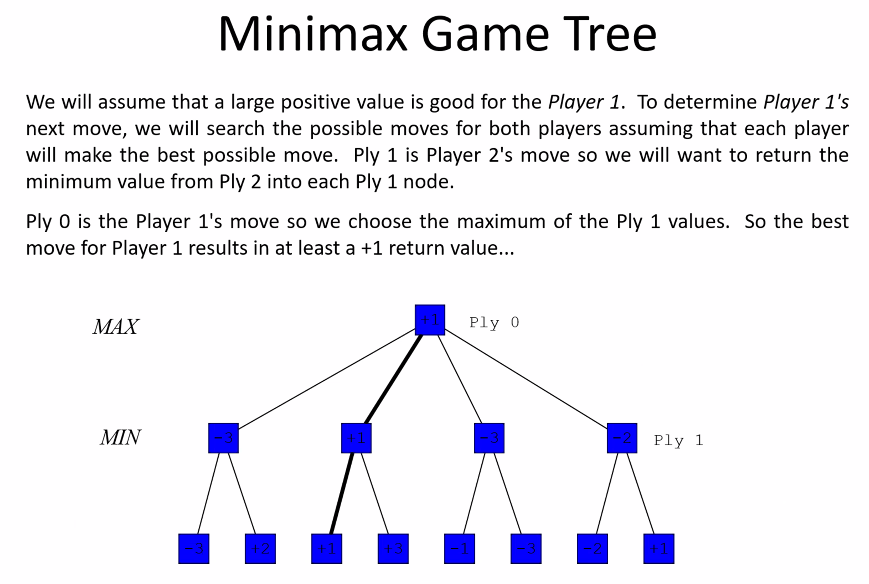 Minimax Game Tree
We will assume that a large positive value is good for the Player 1. To determine Player 1's
next move, we will search the possible moves for both players assuming that each player
will make the best possible move. Ply 1 is Player 2's move so we will want to return the
minimum value from Ply 2 into each Ply 1 node.
Ply 0 is the Player 1's move so we choose the maximum of the Ply 1 values. So the best
move for Player 1 results in at least a +1 return value...
MAX +1 Ply 0
MIN -3 +1 -3 -2 Ply 1
-3 +2 +1 +3 -1 -3 -2 +1